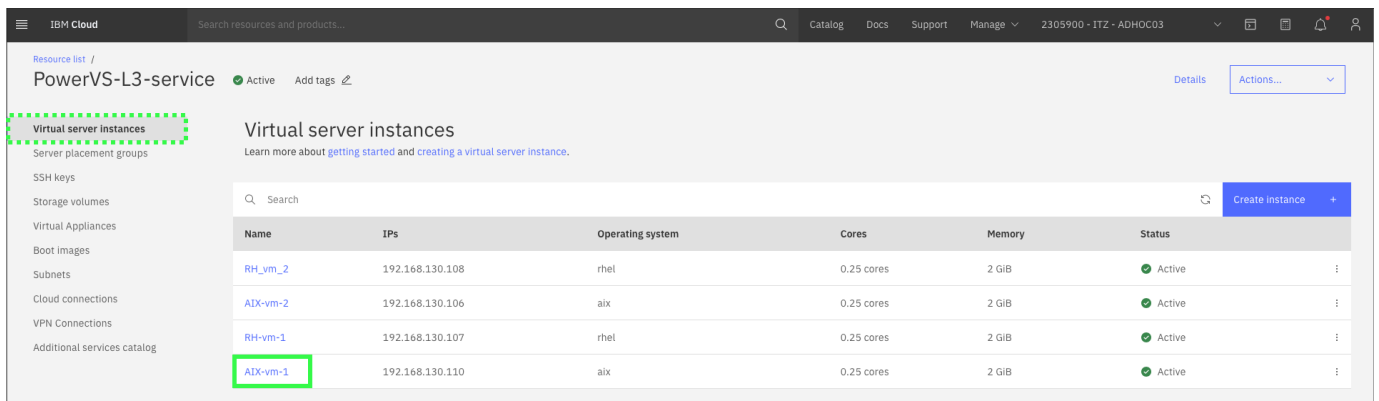 IBM Cloud Search resources and products... Catalog Docs Support Manage 2305900 - ITZ - ADHOC03
Resource list /
PowerVS-L3-service Active Add tags Details Actions...
Virtual server instances
Server placement groups
SSH keys
Storage volumes
Virtual Appliances
Boot images
Subnets
Cloud connections
VPN Connections
Additional services catalog
Virtual server instances
Learn more about getting started and creating a virtual server instance.
Search Create instance +
Name IPs Operating system Cores Memory Status
RH_vm_2 192.168.130.108 rhel 0.25 cores 2 GiB Active
AIX-vm-2 192.168.130.106 aix 0.25 cores 2 GiB Active
RH-vm-1 192.168.130.107 rhel 0.25 cores 2 GiB Active
AIX-vm-1 192.168.130.110 aix 0.25 cores 2 GiB Active